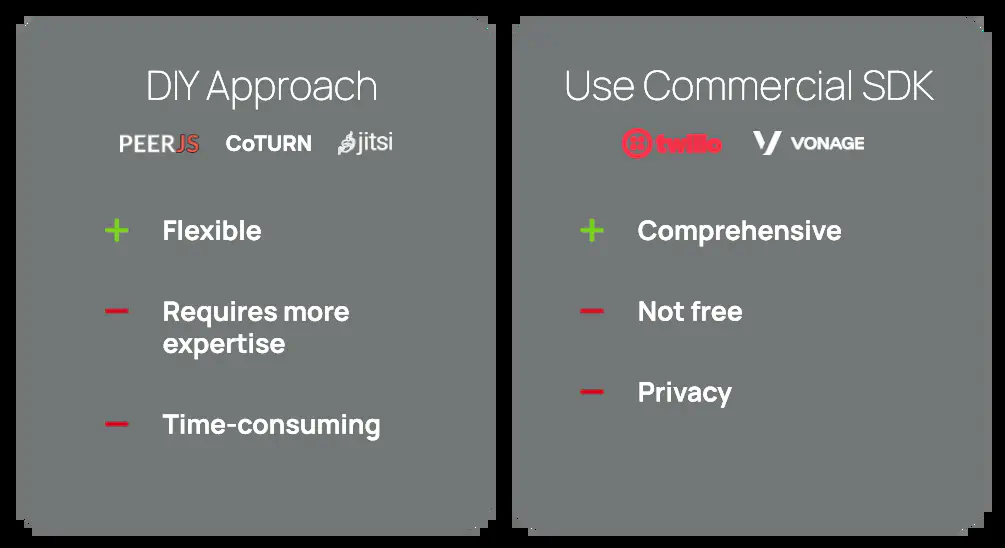 DIY Approach
PEERJS CoTURN jitsi
+ Flexible
− Requires more
expertise
− Time-consuming
Use Commercial SDK
twilio VONAGE
+ Comprehensive
− Not free
− Privacy